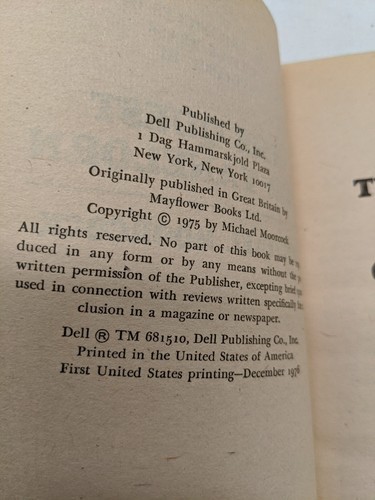 Published by
Dell Publishing Co., Inc.
1 Dag Hammarskjold Plaza
New York, New York 10017
Originally published in Great Britain by
Mayflower Books Ltd.
Copyright © 1975 by Michael Moorcock
All rights reserved. No part of this book may be
duced in any form or by any means without the
written permission of the Publisher, excepting brief
used in connection with reviews written specifically
clusion in a magazine or newspaper.
Dell ® TM 681510, Dell Publishing Co., Inc.
Printed in the United States of America
First United States printing—December 1976